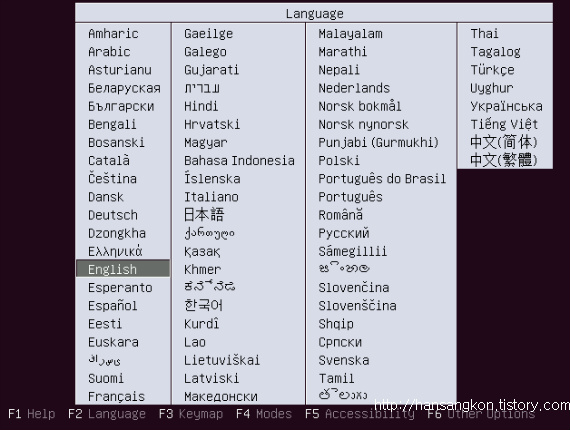 Language
Amharic
Arabic
Asturianu
Беларуская
Български
Bengali
Bosanski
Català
Čeština
Dansk
Deutsch
Dzongkha
Ελληνικά
English
Esperanto
Español
Eesti
Euskara
Suomi
Français
Gaeilge
Galego
Gujarati
עברית
Hindi
Hrvatski
Magyar
Bahasa Indonesia
Íslenska
Italiano
日本語
ქართული
Қазақ
Khmer
한국어
Kurdî
Lao
Lietuviškai
Latviski
Македонски
Malayalam
Marathi
Nepali
Nederlands
Norsk bokmål
Norsk nynorsk
Punjabi (Gurmukhi)
Polski
Português do Brasil
Português
Română
Русский
Sámegillii
Slovenčina
Slovenščina
Shqip
Српски
Svenska
Tamil
Thai
Tagalog
Türkçe
Uyghur
Українська
Tiếng Việt
中文(简体)
中文(繁體)
http://hansangkon.tistory.com
F1 Help F2 Language F3 Keymap F4 Modes F5 Accessibility F6 Other Options